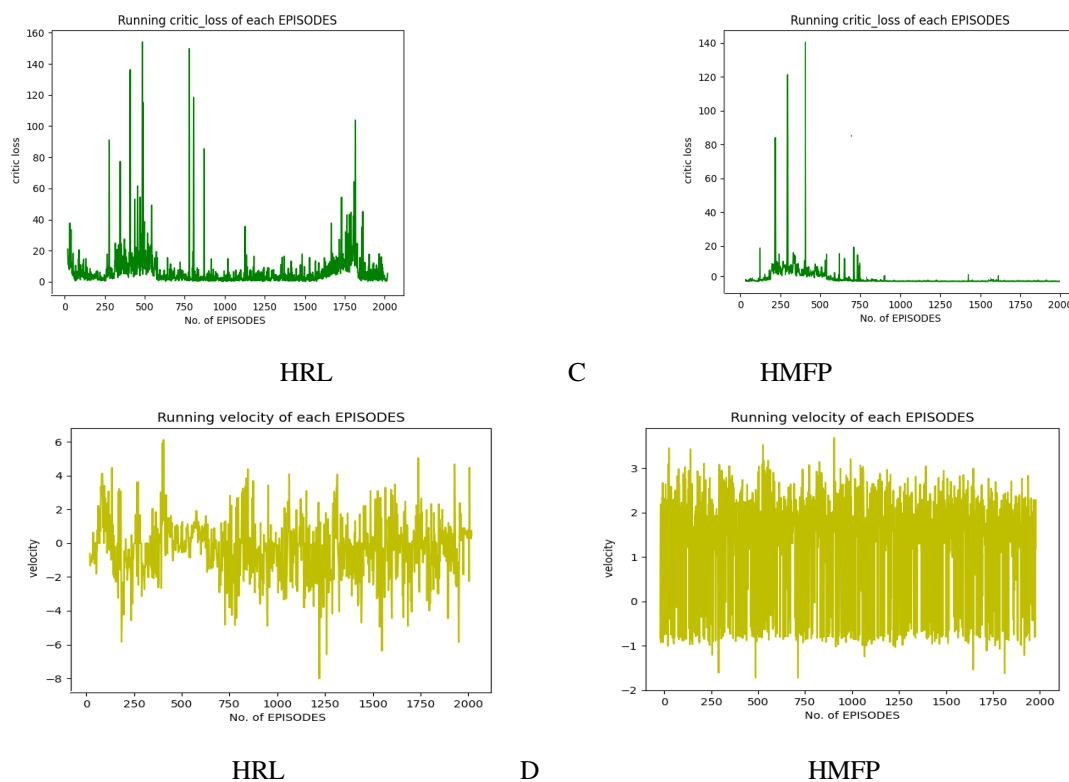 Running critic_loss of each EPISODES
160
140
120
100
80
60
40
20
0
critic loss
0 250 500 750 1000 1250 1500 1750 2000
No. of EPISODES
Running critic_loss of each EPISODES
140
120
100
80
60
40
20
0
critic loss
0 250 500 750 1000 1250 1500 1750 2000
No. of EPISODES
HRL C HMFP
Running velocity of each EPISODES
6
4
2
0
−2
−4
−6
−8
velocity
0 250 500 750 1000 1250 1500 1750 2000
No. of EPISODES
Running velocity of each EPISODES
3
2
1
0
−1
−2
velocity
0 250 500 750 1000 1250 1500 1750 2000
No. of EPISODES
HRL D HMFP